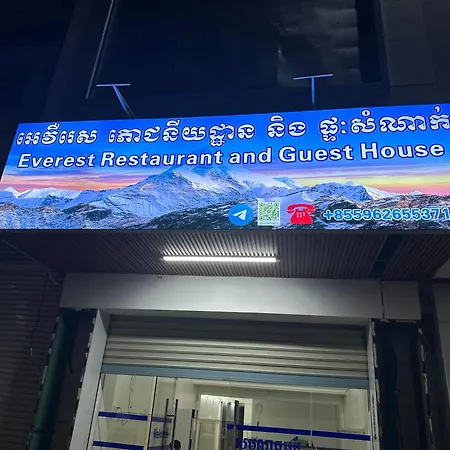 អេវឺរេស ភោជនីយដ្ឋាន និង ផ្ទះសំណាក់
Everest Restaurant and Guest House
+855962655371